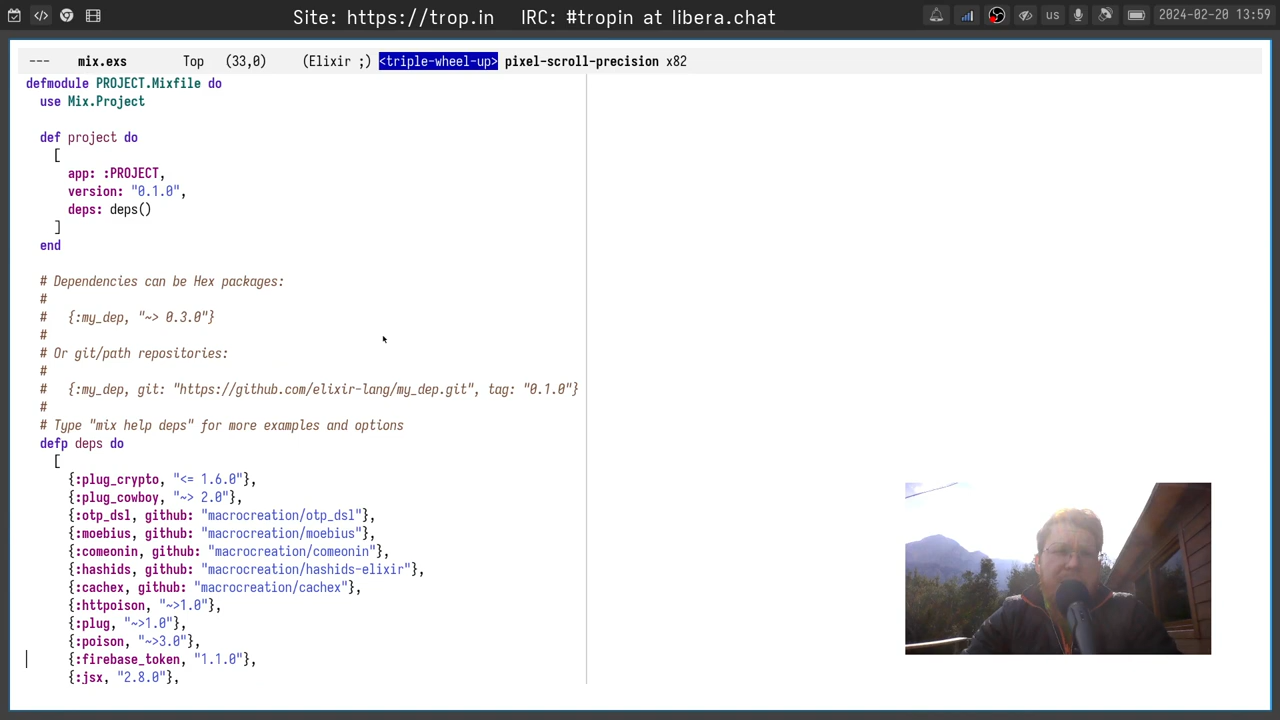 Site: https://trop.in IRC: #tropin at libera.chat
us 2024-02-20 13:59
--- mix.exs Top (33,0) (Elixir ;) <triple-wheel-up> pixel-scroll-precision x82
defmodule PROJECT.Mixfile do
use Mix.Project
def project do
[
app: :PROJECT,
version: "0.1.0",
deps: deps()
]
end
# Dependencies can be Hex packages:
#
# {:my_dep, "~> 0.3.0"}
#
# Or git/path repositories:
#
# {:my_dep, git: "https://github.com/elixir-lang/my_dep.git", tag: "0.1.0"}
#
# Type "mix help deps" for more examples and options
defp deps do
[
{:plug_crypto, "<= 1.6.0"},
{:plug_cowboy, "~> 2.0"},
{:otp_dsl, github: "macrocreation/otp_dsl"},
{:moebius, github: "macrocreation/moebius"},
{:comeonin, github: "macrocreation/comeonin"},
{:hashids, github: "macrocreation/hashids-elixir"},
{:cachex, github: "macrocreation/cachex"},
{:httpoison, "~>1.0"},
{:plug, "~>1.0"},
{:poison, "~>3.0"},
{:firebase_token, "1.1.0"},
{:jsx, "2.8.0"},